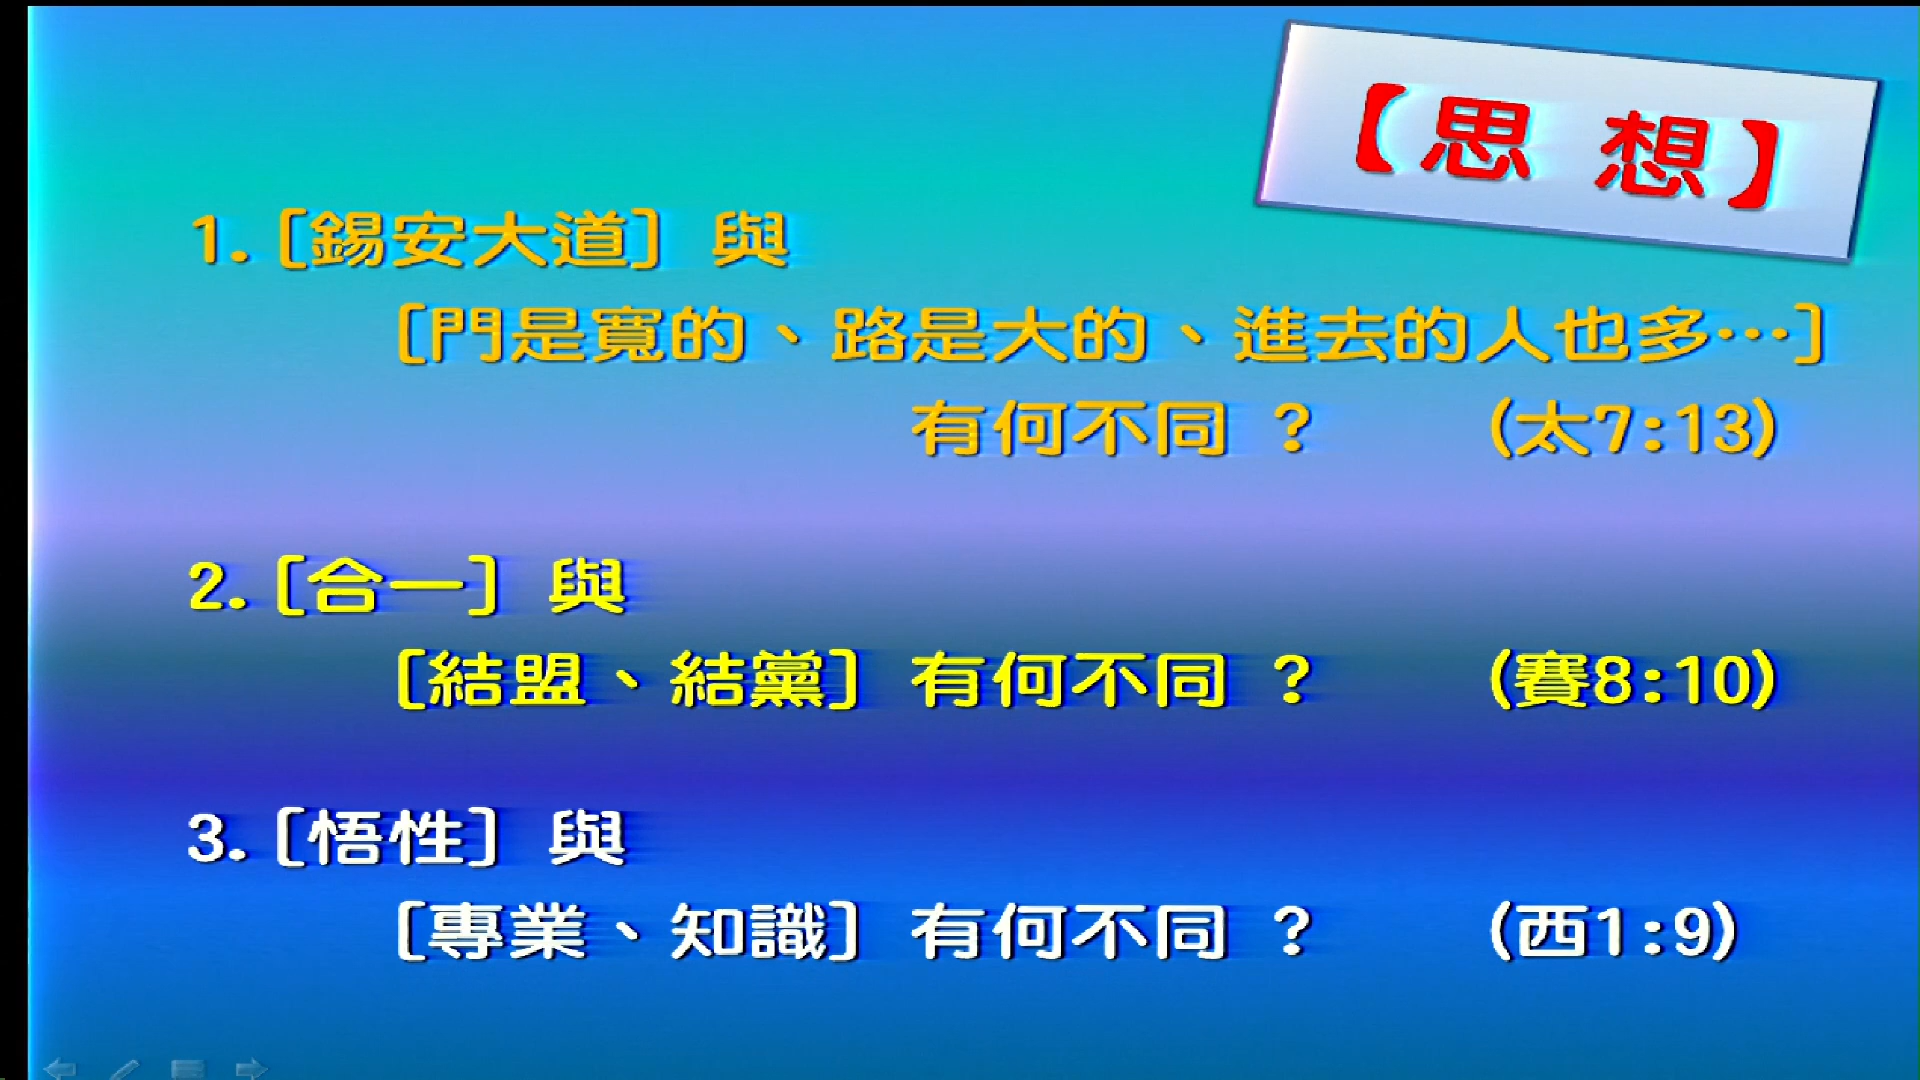 【思 想】
1. [錫安大道] 與
[門是寬的、路是大的、進去的人也多…]
有何不同 ? (太7:13)
2. [合一] 與
[結盟、結黨] 有何不同 ? (賽8:10)
3. [悟性] 與
[專業、知識] 有何不同 ? (西1:9)